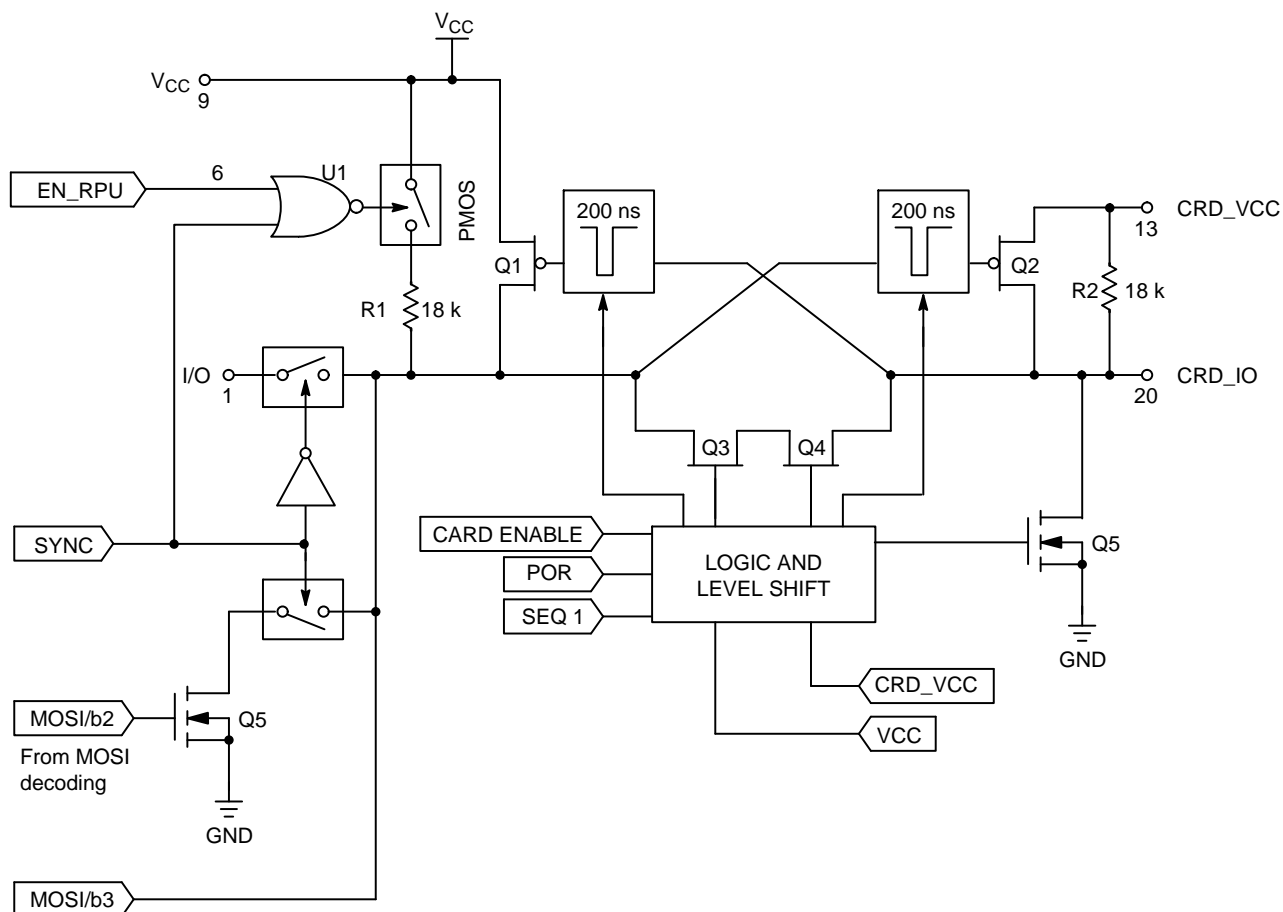 VCC
VCC
9
EN_RPU
6
U1
PMOS
200 ns
200 ns
CRD_VCC
13
Q1
Q2
R1
18 k
R2
18 k
I/O
1
CRD_IO
20
Q3
Q4
SYNC
CARD ENABLE
POR
SEQ 1
LOGIC AND
LEVEL SHIFT
Q5
GND
CRD_VCC
VCC
MOSI/b2
Q5
From MOSI
decoding
GND
MOSI/b3